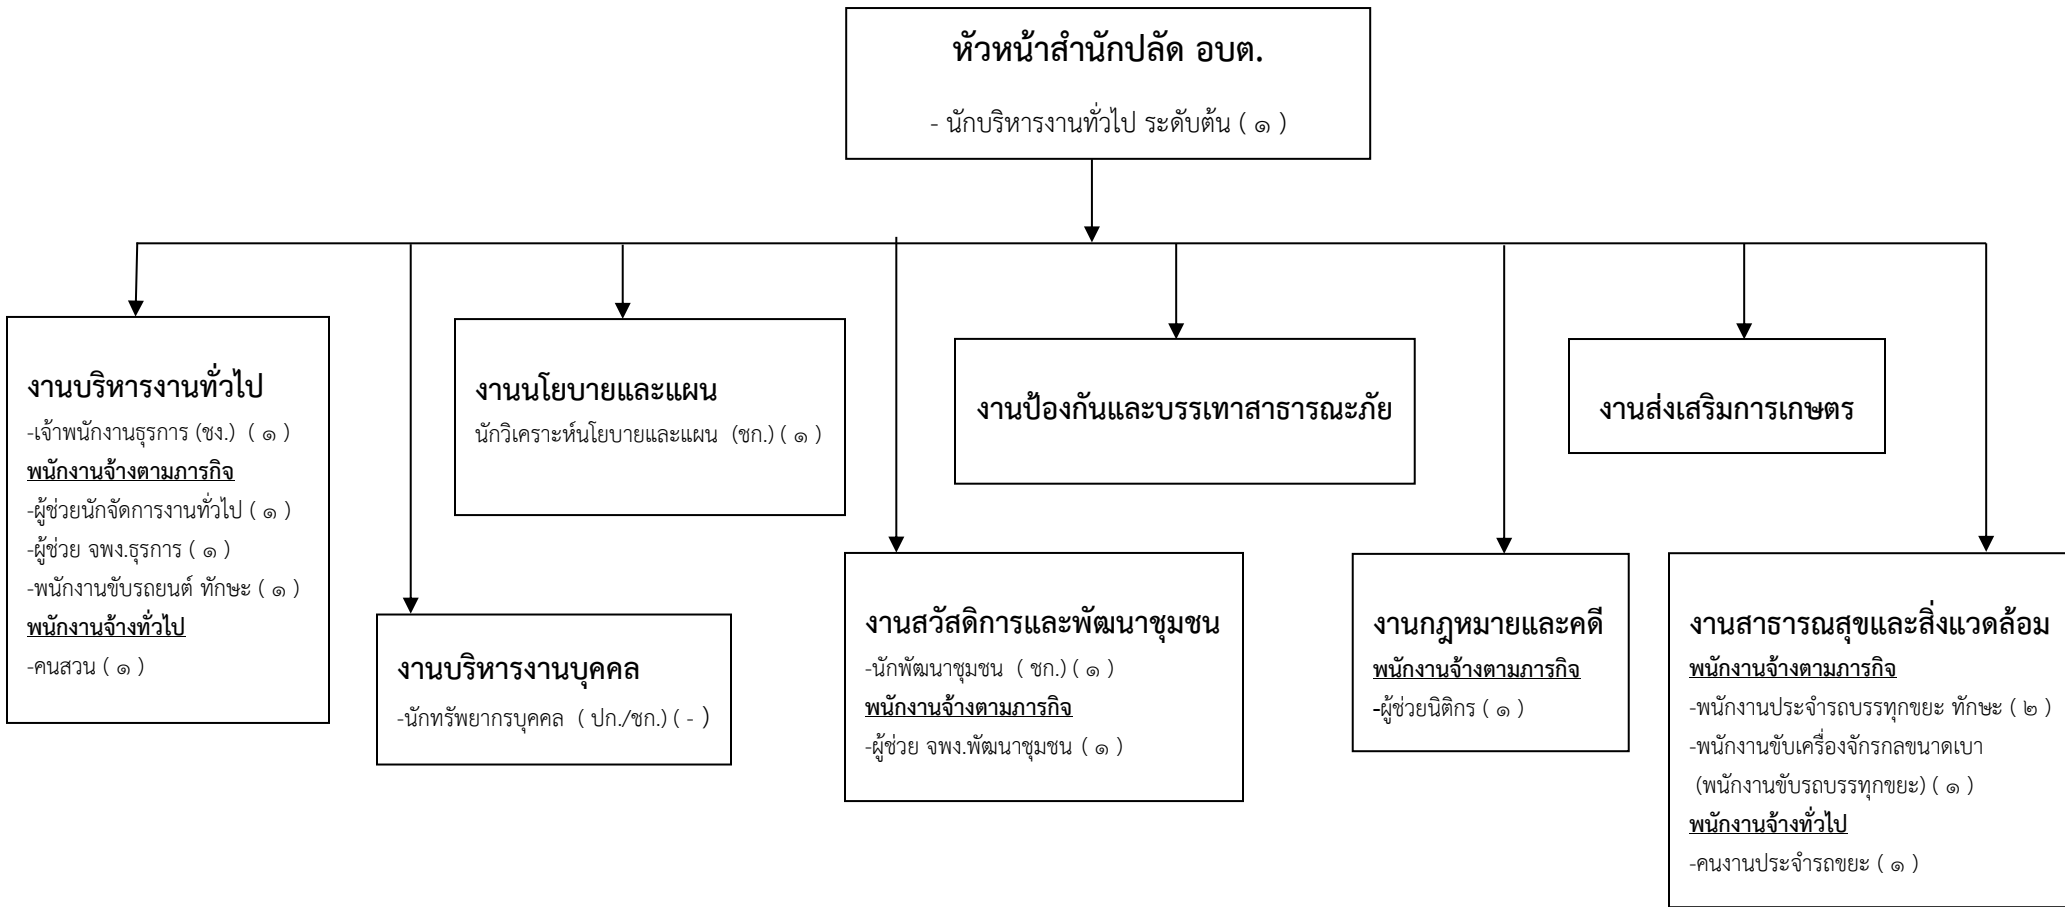 หัวหน้าสำนักปลัด อบต.
- นักบริหารงานทั่วไป ระดับต้น ( ๑ )
งานบริหารงานทั่วไป
-เจ้าพนักงานธุรการ (ชง.) ( ๑ )
พนักงานจ้างตามภารกิจ
-ผู้ช่วยนักจัดการงานทั่วไป ( ๑ )
-ผู้ช่วย จพง.ธุรการ ( ๑ )
-พนักงานขับรถยนต์ ทักษะ ( ๑ )
พนักงานจ้างทั่วไป
-คนสวน ( ๑ )
งานบริหารงานบุคคล
-นักทรัพยากรบุคคล ( ปก./ชก.) ( - )
งานนโยบายและแผน
นักวิเคราะห์นโยบายและแผน (ชก.) ( ๑ )
งานสวัสดิการและพัฒนาชุมชน
-นักพัฒนาชุมชน ( ชก.) ( ๑ )
พนักงานจ้างตามภารกิจ
-ผู้ช่วย จพง.พัฒนาชุมชน ( ๑ )
งานป้องกันและบรรเทาสาธารณะภัย
งานกฎหมายและคดี
พนักงานจ้างตามภารกิจ
-ผู้ช่วยนิติกร ( ๑ )
งานส่งเสริมการเกษตร
งานสาธารณสุขและสิ่งแวดล้อม
พนักงานจ้างตามภารกิจ
-พนักงานประจำรถบรรทุกขยะ ทักษะ ( ๒ )
-พนักงานขับเครื่องจักรกลขนาดเบา
(พนักงานขับรถบรรทุกขยะ) ( ๑ )
พนักงานจ้างทั่วไป
-คนงานประจำรถขยะ ( ๑ )